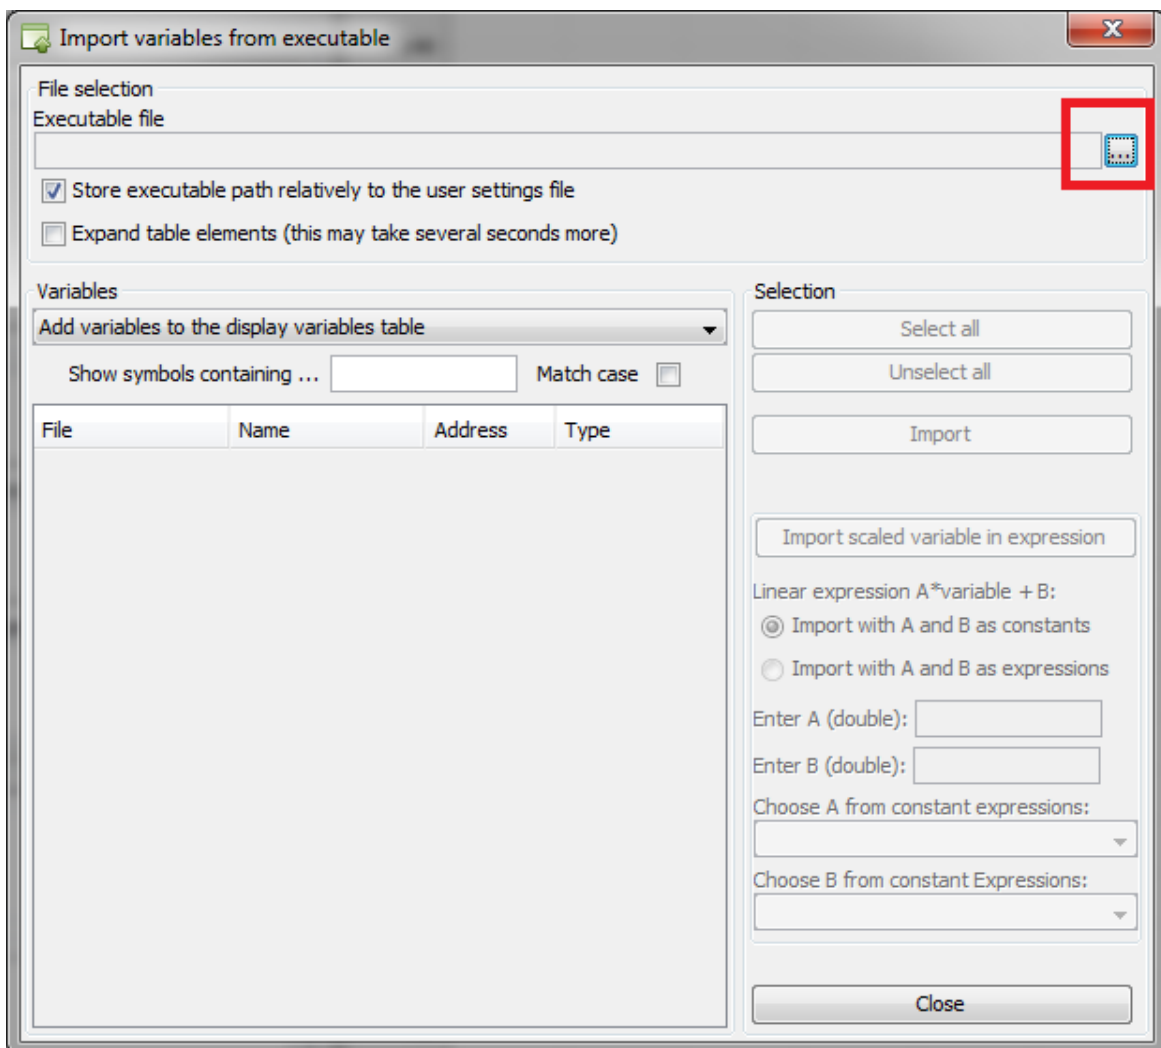 Import variables from executable
x
File selection
Executable file
...
Store executable path relatively to the user settings file
Expand table elements (this may take several seconds more)
Variables
Add variables to the display variables table
Show symbols containing ...
Match case
File Name Address Type
Selection
Select all
Unselect all
Import
Import scaled variable in expression
Linear expression A*variable + B:
Import with A and B as constants
Import with A and B as expressions
Enter A (double):
Enter B (double):
Choose A from constant expressions:
Choose B from constant Expressions:
Close